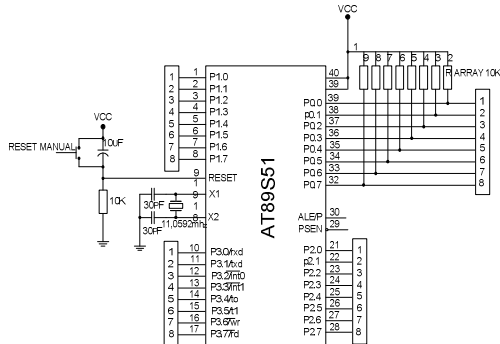 VCC
1
9 8 7 6 5 4 3 2
R ARRAY 10K
1 1 P1.0
2 2 P1.1
3 3 P1.2
4 4 P1.3
5 5 P1.4
6 6 P1.5
7 7 P1.6
8 8 P1.7
40
39
P0.0 39 1
p0.1 38 2
P0.2 37 3
P0.3 36 4
P0.4 35 5
P0.5 34 6
P0.6 33 7
P0.7 32 8
VCC
RESET MANUAL
10uF
9 RESET
10K
1
9 X1
30PF
1
8 X2
11,0592mhz
30PF
AT89S51
ALE/P 30
PSEN 29
1 10 P3.0/rxd
2 11 P3.1/txd
3 12 P3.2/int0
4 13 P3.3/int1
5 14 P3.4/to
6 15 P3.5/t1
7 16 P3.6/wr
8 17 P3.7/rd
P2.0 21 1
p2.1 22 2
P2.2 23 3
P2.3 24 4
P2.4 25 5
P2.5 26 6
P2.6 27 7
P2.7 28 8